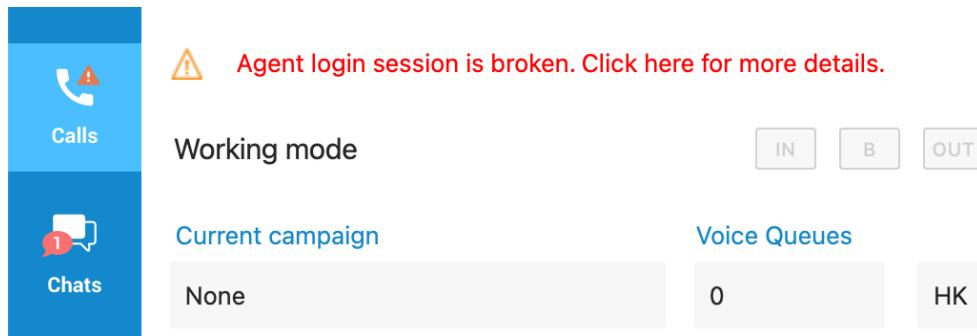 Agent login session is broken. Click here for more details.
Calls
Working mode
IN
B
OUT
Current campaign
Voice Queues
1
Chats
None
0
HK